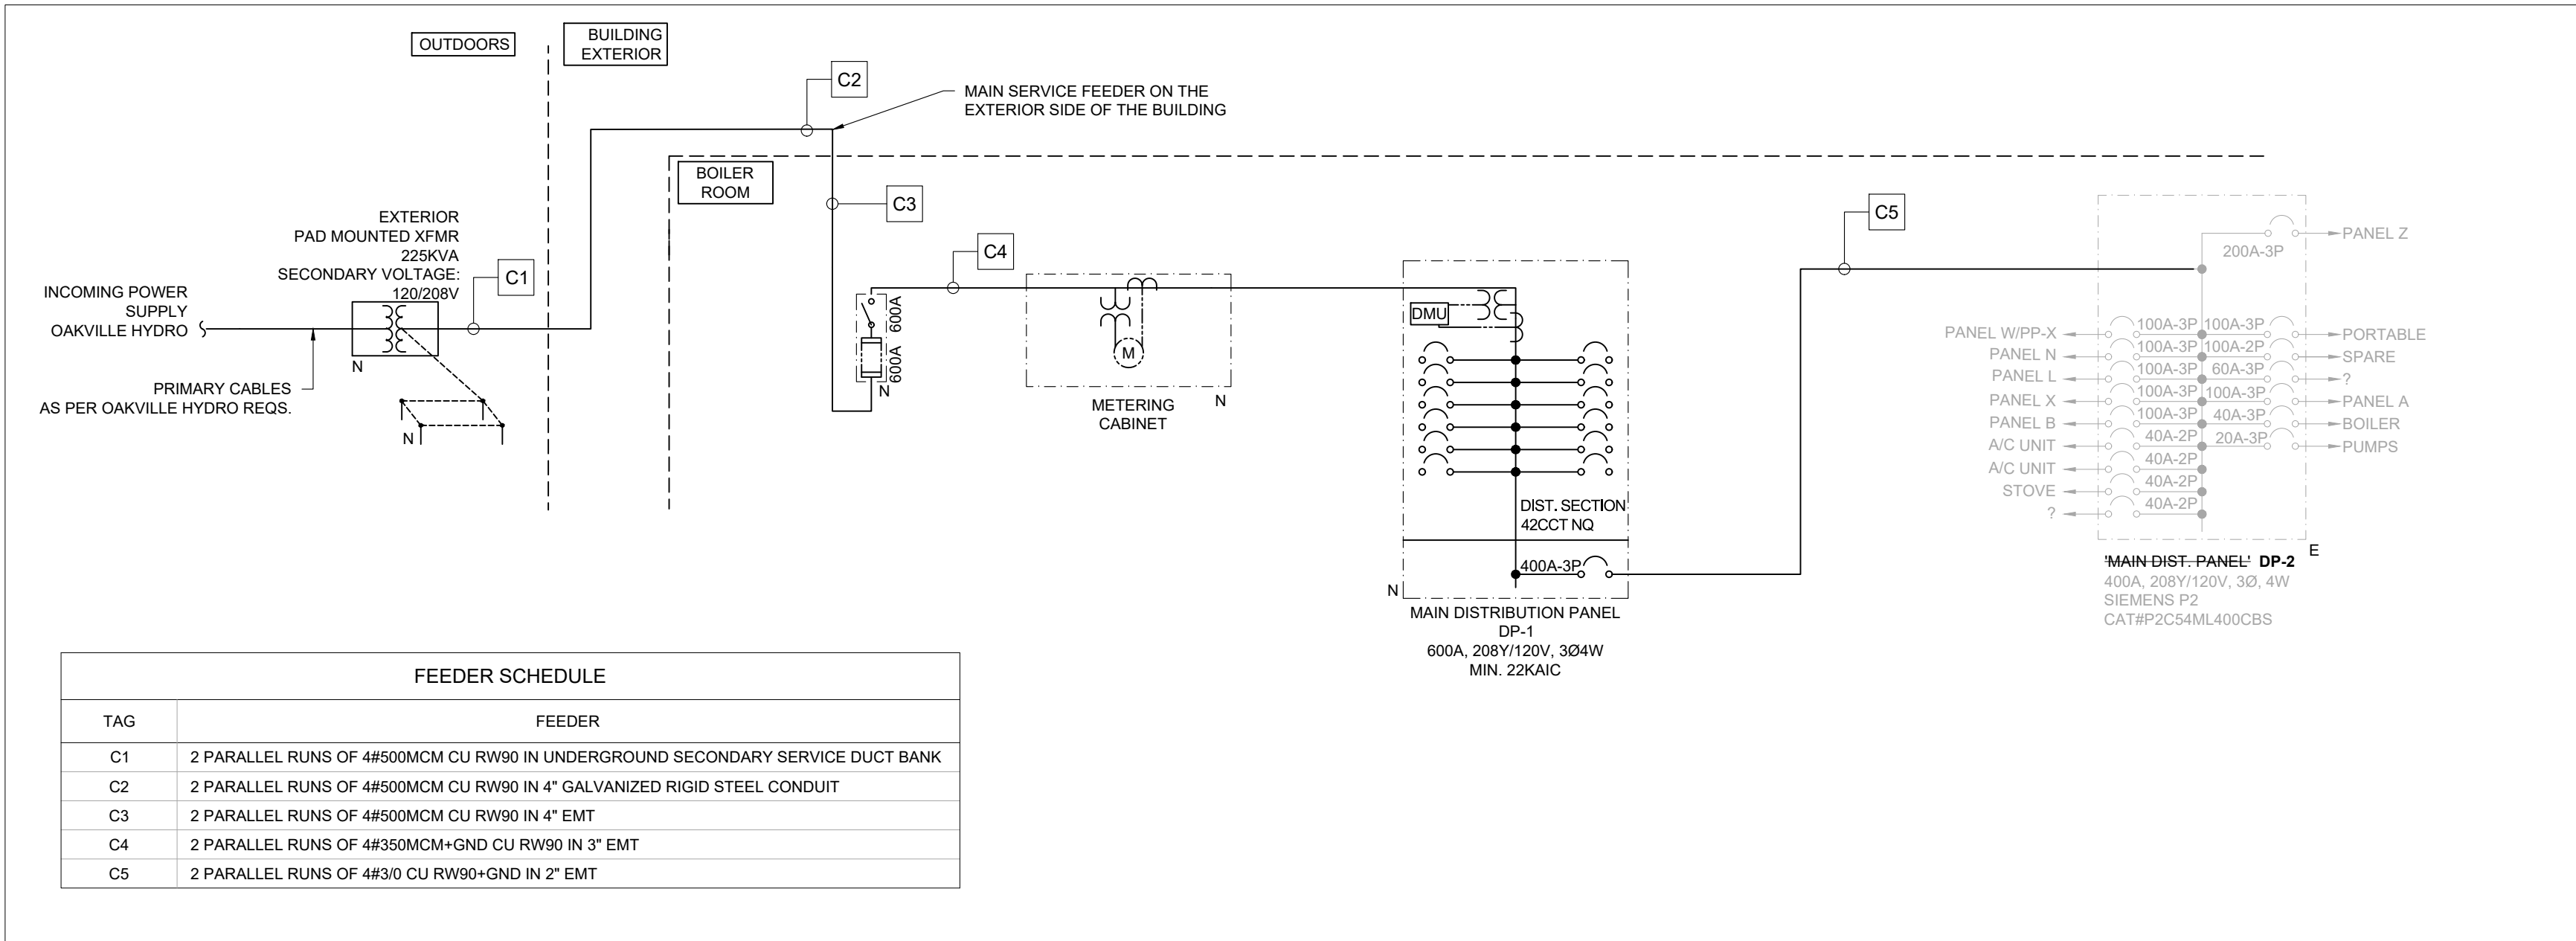 OUTDOORS
BUILDING
EXTERIOR
C2
MAIN SERVICE FEEDER ON THE
EXTERIOR SIDE OF THE BUILDING
BOILER
ROOM
C3
C4
C5
EXTERIOR
PAD MOUNTED XFMR
225KVA
SECONDARY VOLTAGE:
120/208V
C1
INCOMING POWER
SUPPLY
OAKVILLE HYDRO
N
PRIMARY CABLES
AS PER OAKVILLE HYDRO REQS.
N
600A
600A
N
M
METERING
CABINET
N
DMU
DIST. SECTION
42CCT NQ
400A-3P
N
MAIN DISTRIBUTION PANEL
DP-1
600A, 208Y/120V, 3Ø4W
MIN. 22KAIC
200A-3P
PANEL Z
PANEL W/PP-X 100A-3P 100A-3P PORTABLE
PANEL N 100A-3P 100A-2P SPARE
PANEL L 100A-3P 60A-3P ?
PANEL X 100A-3P 100A-3P PANEL A
PANEL B 100A-3P 40A-3P BOILER
A/C UNIT 40A-2P 20A-3P PUMPS
A/C UNIT 40A-2P
STOVE 40A-2P
? 40A-2P
E
'MAIN DIST. PANEL' DP-2
400A, 208Y/120V, 3Ø, 4W
SIEMENS P2
CAT#P2C54ML400CBS
FEEDER SCHEDULE
TAG FEEDER
C1 2 PARALLEL RUNS OF 4#500MCM CU RW90 IN UNDERGROUND SECONDARY SERVICE DUCT BANK
C2 2 PARALLEL RUNS OF 4#500MCM CU RW90 IN 4" GALVANIZED RIGID STEEL CONDUIT
C3 2 PARALLEL RUNS OF 4#500MCM CU RW90 IN 4" EMT
C4 2 PARALLEL RUNS OF 4#350MCM+GND CU RW90 IN 3" EMT
C5 2 PARALLEL RUNS OF 4#3/0 CU RW90+GND IN 2" EMT